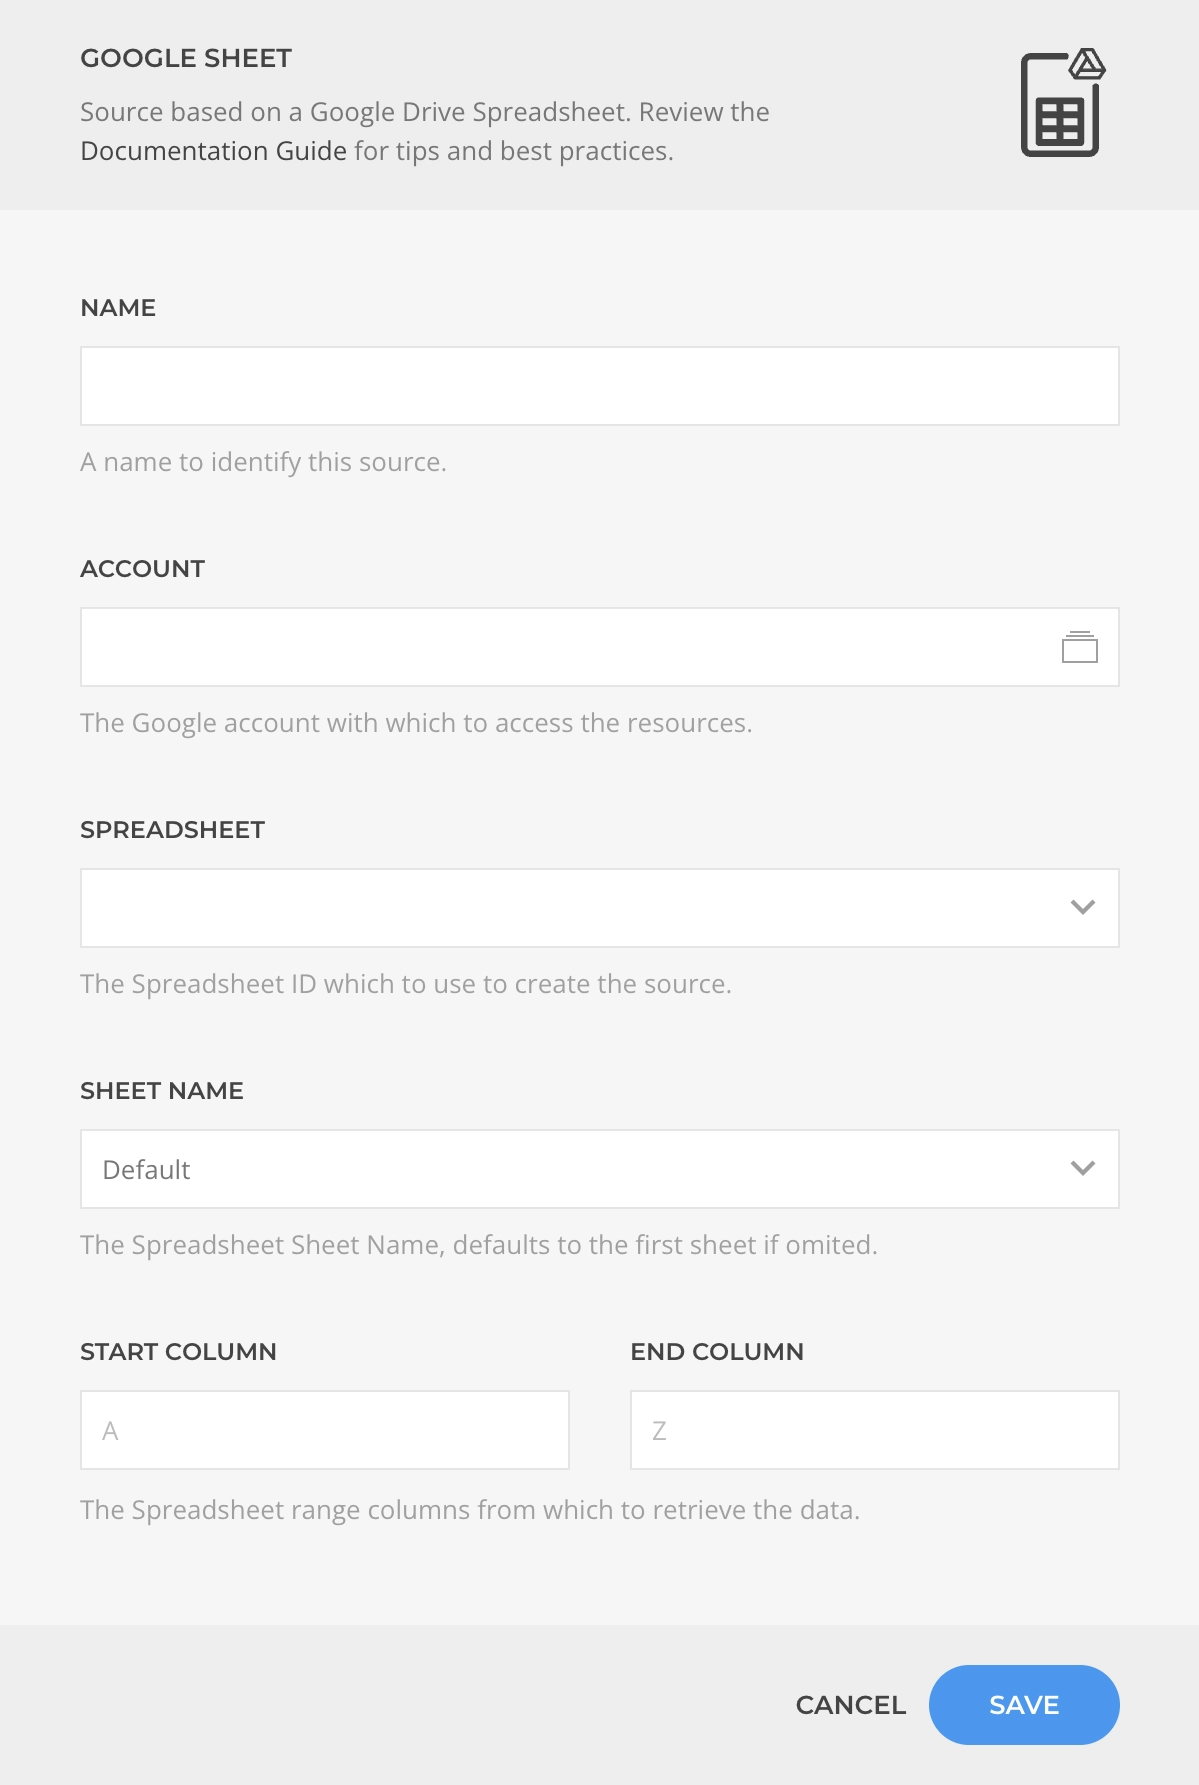 GOOGLE SHEET
Source based on a Google Drive Spreadsheet. Review the
Documentation Guide for tips and best practices.
NAME
A name to identify this source.
ACCOUNT
The Google account with which to access the resources.
SPREADSHEET
The Spreadsheet ID which to use to create the source.
SHEET NAME
Default
The Spreadsheet Sheet Name, defaults to the first sheet if omited.
START COLUMN
END COLUMN
A
Z
The Spreadsheet range columns from which to retrieve the data.
CANCEL
SAVE